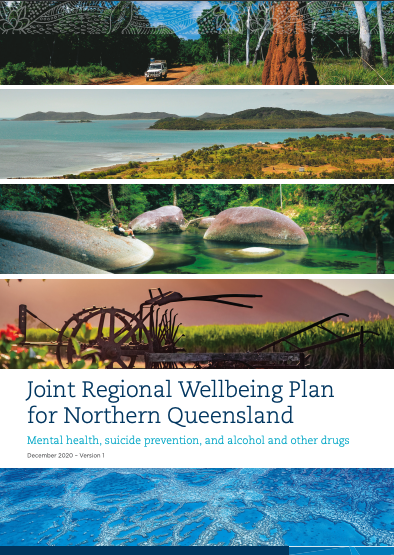 Joint Regional Wellbeing Plan
for Northern Queensland
Mental health, suicide prevention, and alcohol and other drugs
December 2020 – Version 1